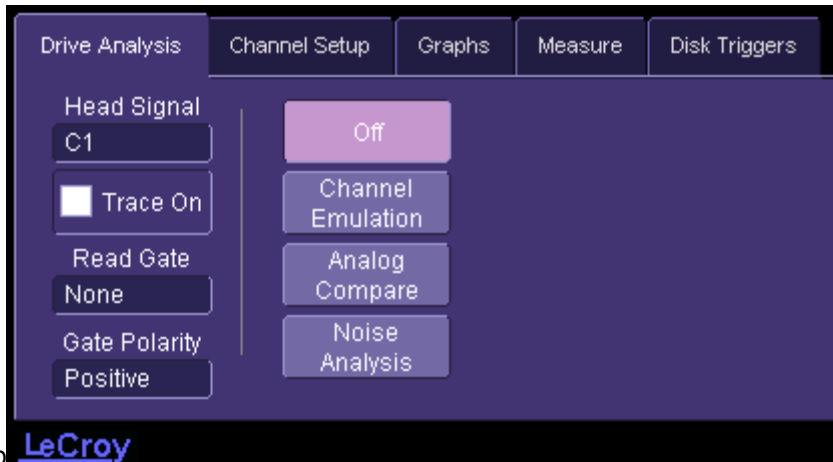 Drive Analysis
Channel Setup
Graphs
Measure
Disk Triggers
Head Signal
C1
Trace On
Read Gate
None
Gate Polarity
Positive
Off
Channel
Emulation
Analog
Compare
Noise
Analysis
LeCroy